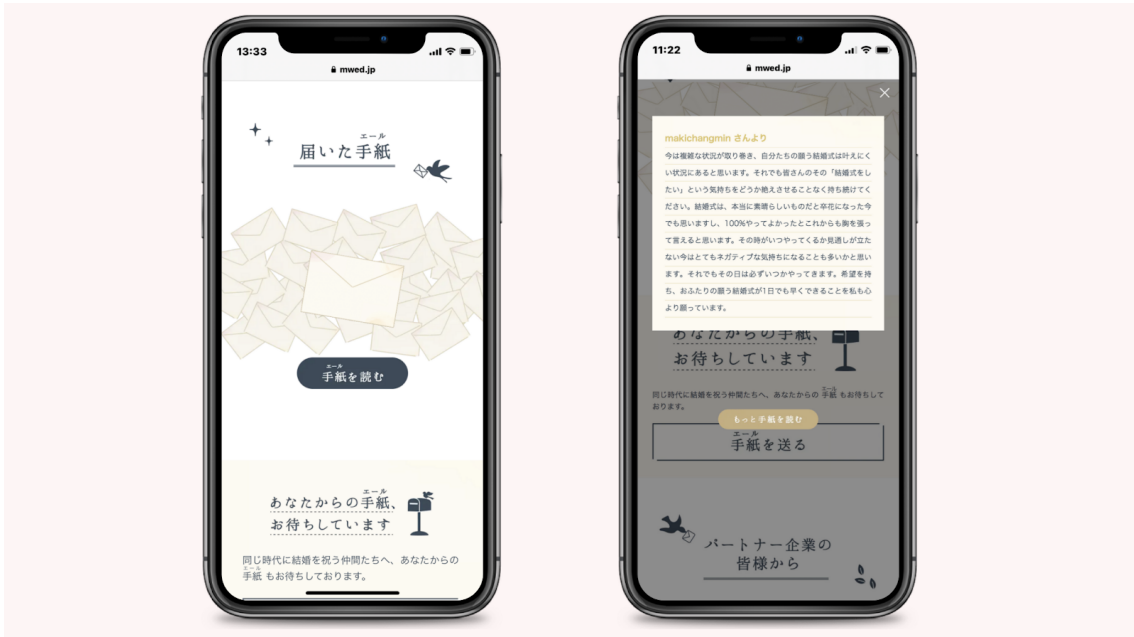 13:33
mwed.jp
エール
届いた手紙
エール
手紙を読む
エール
あなたからの手紙、
お待ちしています
同じ時代に結婚を祝う仲間たちへ、あなたからの
エール
手紙 もお待ちしております。
11:22
mwed.jp
makichangmin さんより
今は複雑な状況が取り巻き、自分たちの願う結婚式は叶えにく
い状況にあると思います。それでも皆さんのその「結婚式をし
たい」という気持ちをどうか絶えさせることなく持ち続けてく
ださい。結婚式は、本当に素晴らしいものだと卒花になった今
でも思いますし、100%やってよかったとこれからも胸を張っ
て言えると思います。その時がいつやってくるか見通しが立た
ない今はとてもネガティブな気持ちになることも多いかと思い
ます。それでもその日は必ずいつかやってきます。希望を持
ち、おふたりの願う結婚式が1日でも早くできることを私も心
より願っています。
あなたからの手紙、
お待ちしています
エール
同じ時代に結婚を祝う仲間たちへ、あなたからの 手紙 もお待ちして
おります。
もっと手紙を読む
エール
手紙を送る
パートナー企業の
皆様から